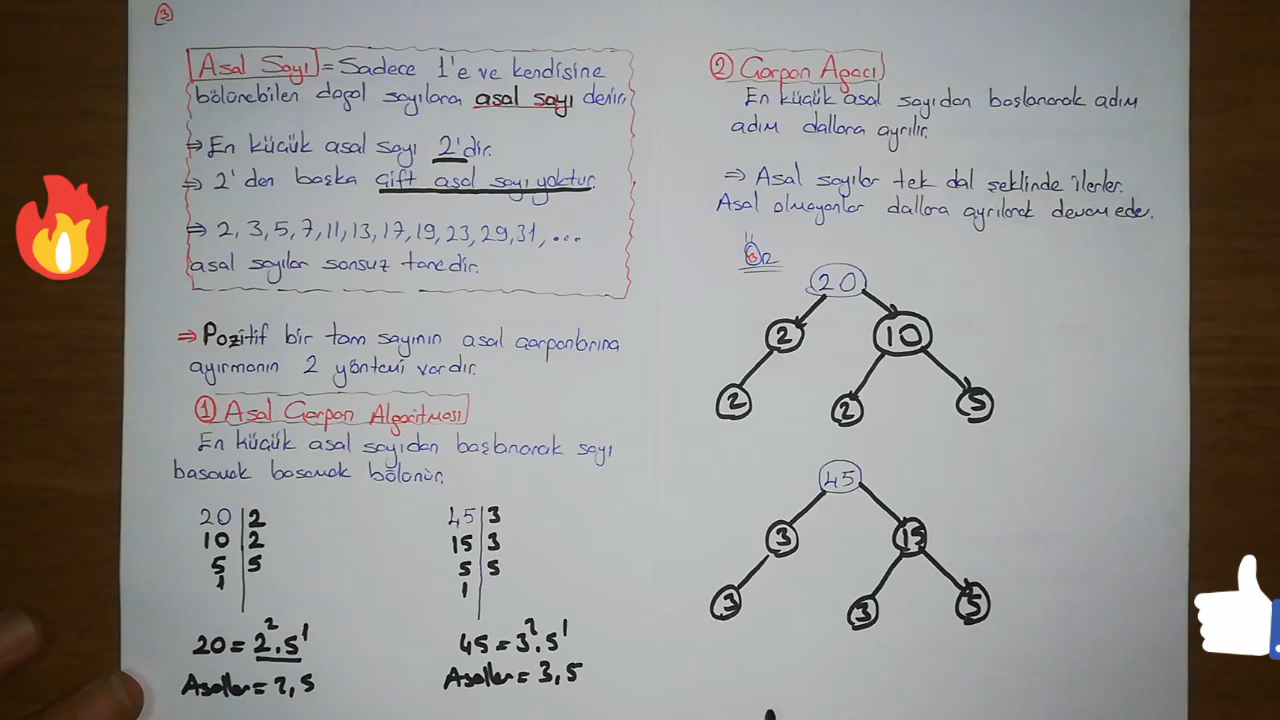 3
Asal Sayı = Sadece 1'e ve kendisine
bölünebilen doğal sayılara asal sayı denir.
⇒ En küçük asal sayı 2'dir.
⇒ 2'den başka çift asal sayı yoktur.
⇒ 2, 3, 5, 7, 11, 13, 17, 19, 23, 29, 31, ...
asal sayılar sonsuz tanedir.
⇒ Pozitif bir tam sayının asal çarpanlarına
ayırmanın 2 yöntemi vardır.
1 Asal Çarpan Algoritması
En küçük asal sayıdan başlanarak sayı
basamak basamak bölünür.
20 | 2
10 | 2
5 | 5
1
20 = 2².5¹
Asallar = 2, 5
45 | 3
15 | 3
5 | 5
1
45 = 3².5¹
Asallar = 3, 5
2 Çarpan Ağacı
En küçük asal sayıdan başlanarak adım
adım dallara ayrılır.
⇒ Asal sayılar tek dal şeklinde ilerler.
Asal olmayanlar dallara ayrılarak devam eder.
Ör
20
2 10
2 2 5
45
3 15
3 3 5